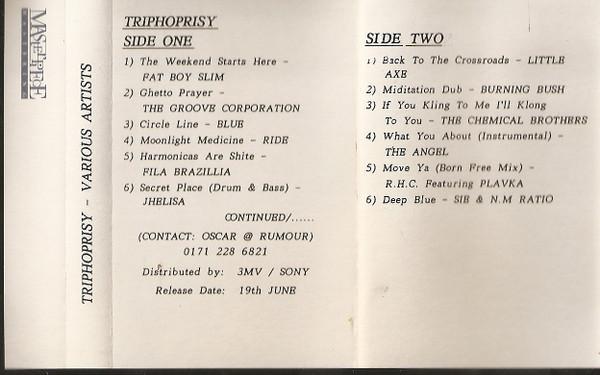 MASTERPIECE
MASTERING
TRIPHOPRISY - VARIOUS ARTISTS
TRIPHOPRISY
SIDE ONE
1) The Weekend Starts Here -
FAT BOY SLIM
2) Ghetto Prayer -
THE GROOVE CORPORATION
3) Circle Line - BLUE
4) Moonlight Medicine - RIDE
5) Harmonicas Are Shite -
FILA BRAZILLIA
6) Secret Place (Drum & Bass) -
JHELISA
CONTINUED/......
(CONTACT: OSCAR @ RUMOUR)
0171 228 6821
Distributed by: 3MV / SONY
Release Date: 19th JUNE
SIDE TWO
1) Back To The Crossroads - LITTLE
AXE
2) Miditation Dub - BURNING BUSH
3) If You Kling To Me I'll Klong
To You - THE CHEMICAL BROTHERS
4) What You About (Instrumental) -
THE ANGEL
5) Move Ya (Born Free Mix) -
R.H.C. Featuring PLAVKA
6) Deep Blue - SIB & N.M RATIO